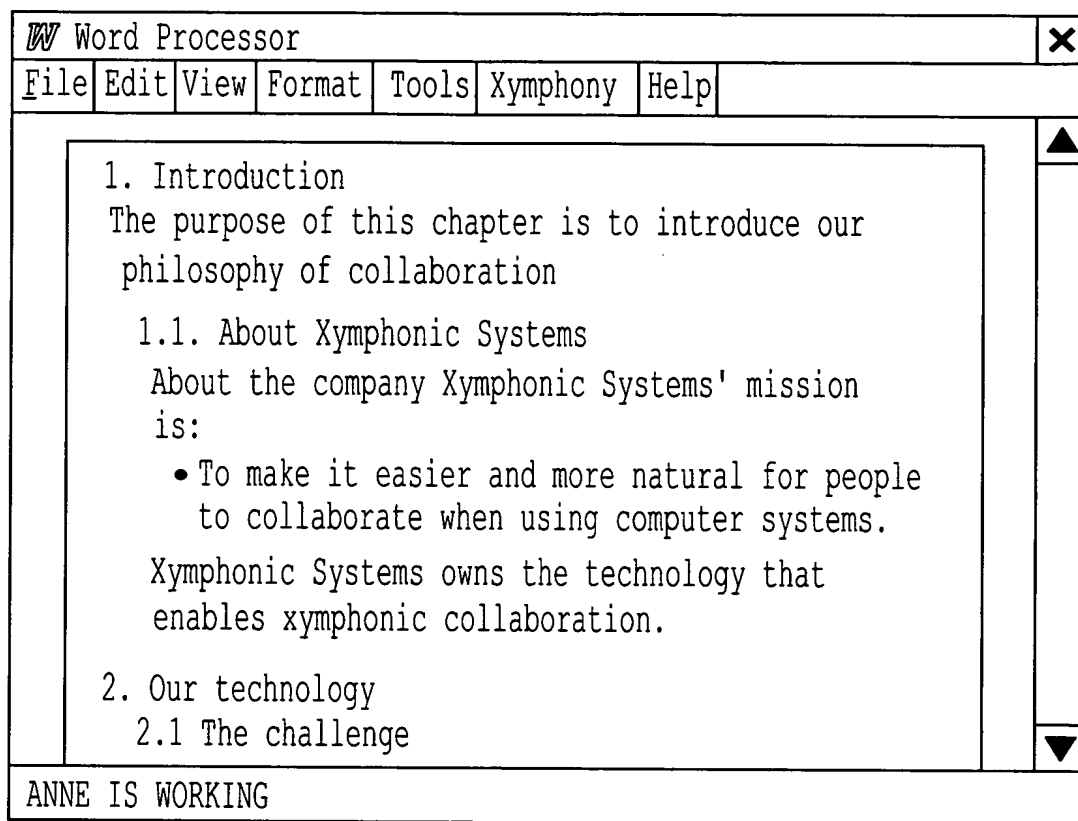 W Word Processor
File Edit View Format Tools Xymphony Help
1. Introduction
The purpose of this chapter is to introduce our
philosophy of collaboration
1.1. About Xymphonic Systems
About the company Xymphonic Systems' mission
is:
• To make it easier and more natural for people
to collaborate when using computer systems.
Xymphonic Systems owns the technology that
enables xymphonic collaboration.
2. Our technology
2.1 The challenge
ANNE IS WORKING